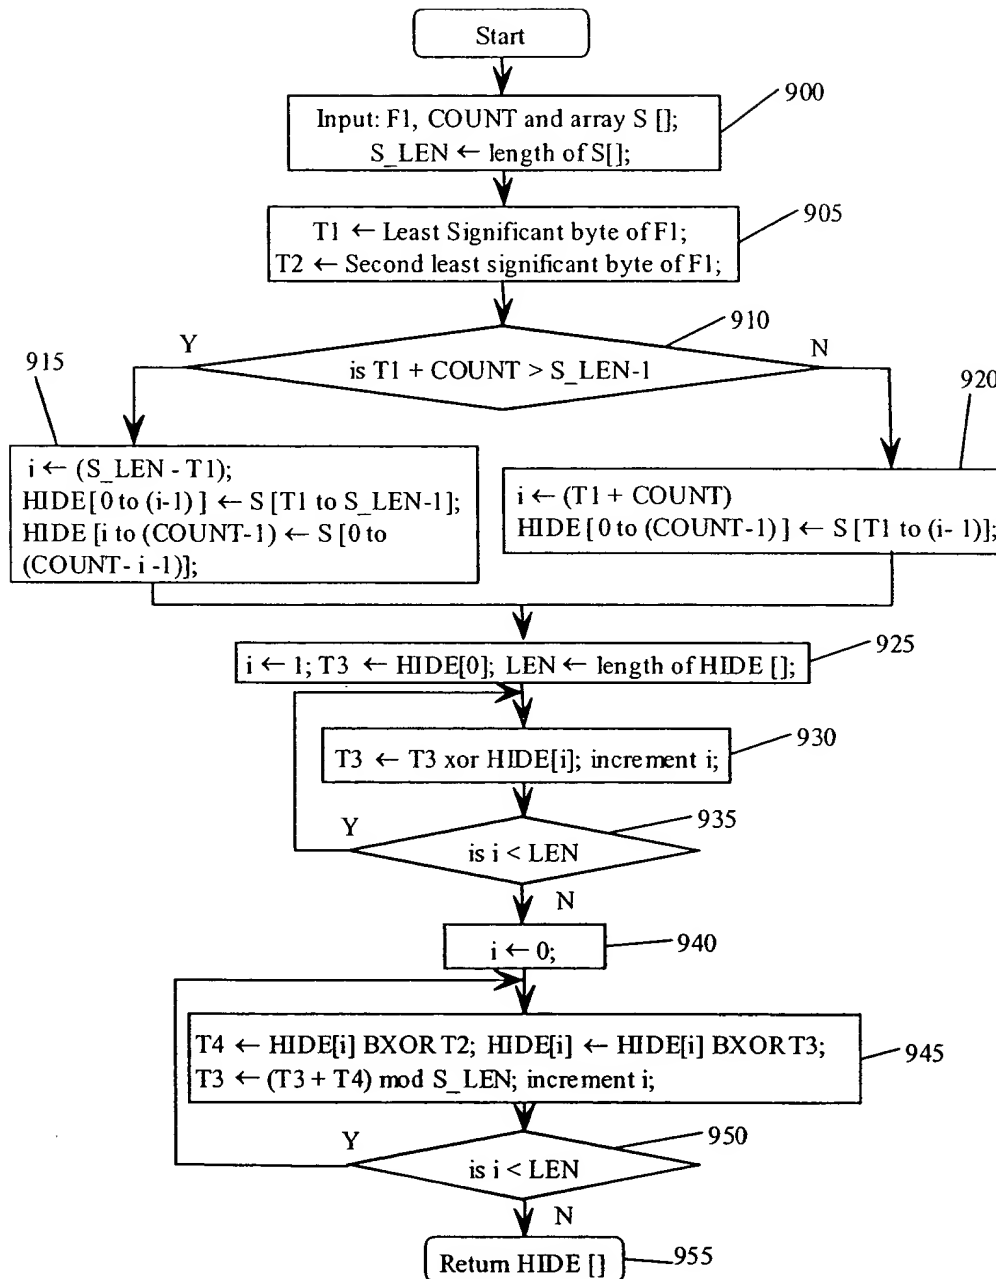 Start
900
Input: F1, COUNT and array S [];
S_LEN ← length of S[];
905
T1 ← Least Significant byte of F1;
T2 ← Second least significant byte of F1;
910
Y
N
is T1 + COUNT > S_LEN-1
915
920
i ← (S_LEN - T1);
HIDE[0 to (i-1)] ← S [T1 to S_LEN-1];
HIDE [i to (COUNT-1) ← S [0 to
(COUNT- i -1)];
i ← (T1 + COUNT)
HIDE[0 to (COUNT-1)] ← S [T1 to (i- 1)];
925
i ← 1; T3 ← HIDE[0]; LEN ← length of HIDE [];
930
T3 ← T3 xor HIDE[i]; increment i;
935
Y
is i < LEN
N
i ← 0;
940
T4 ← HIDE[i] BXOR T2; HIDE[i] ← HIDE[i] BXOR T3;
T3 ← (T3 + T4) mod S_LEN; increment i;
945
950
Y
is i < LEN
N
Return HIDE []
955